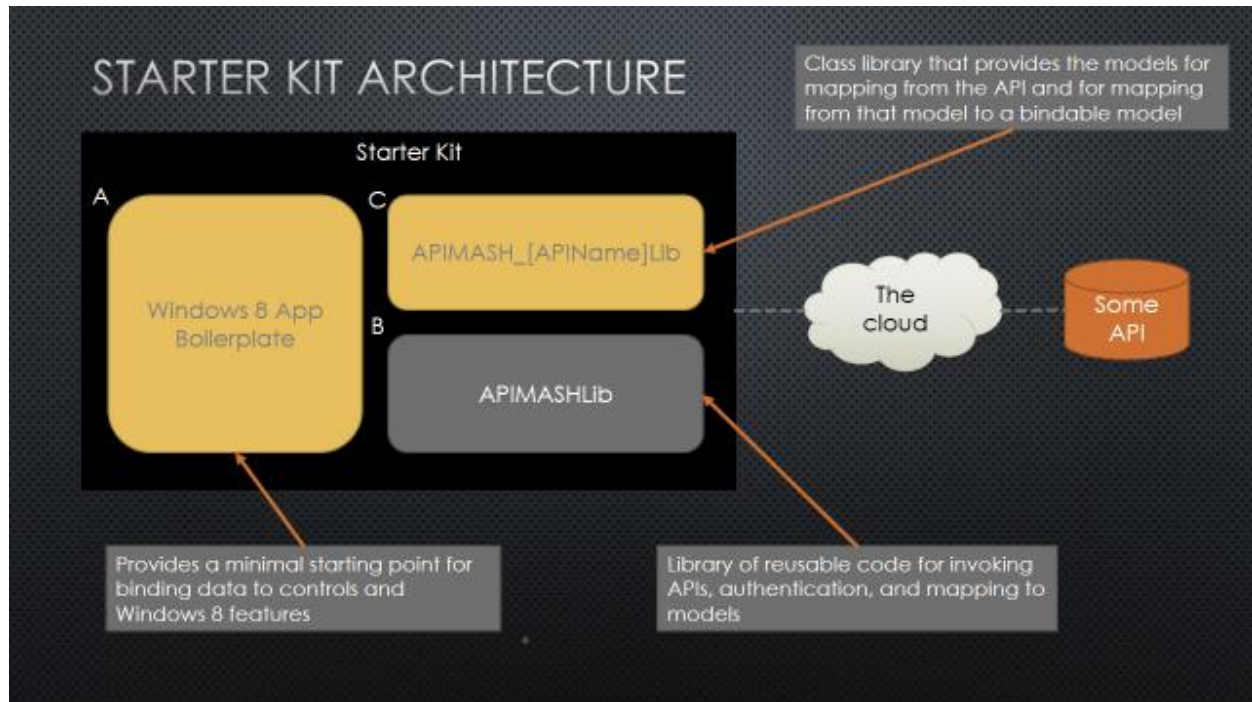 STARTER KIT ARCHITECTURE
Class library that provides the models for
mapping from the API and for mapping
from that model to a bindable model
Starter Kit
A
C
APIMASH_[APIName]Lib
Windows 8 App
Boilerplate
The
cloud
Some
API
B
APIMASHLib
Provides a minimal starting point for
binding data to controls and
Windows 8 features
Library of reusable code for invoking
APIs, authentication, and mapping to
models